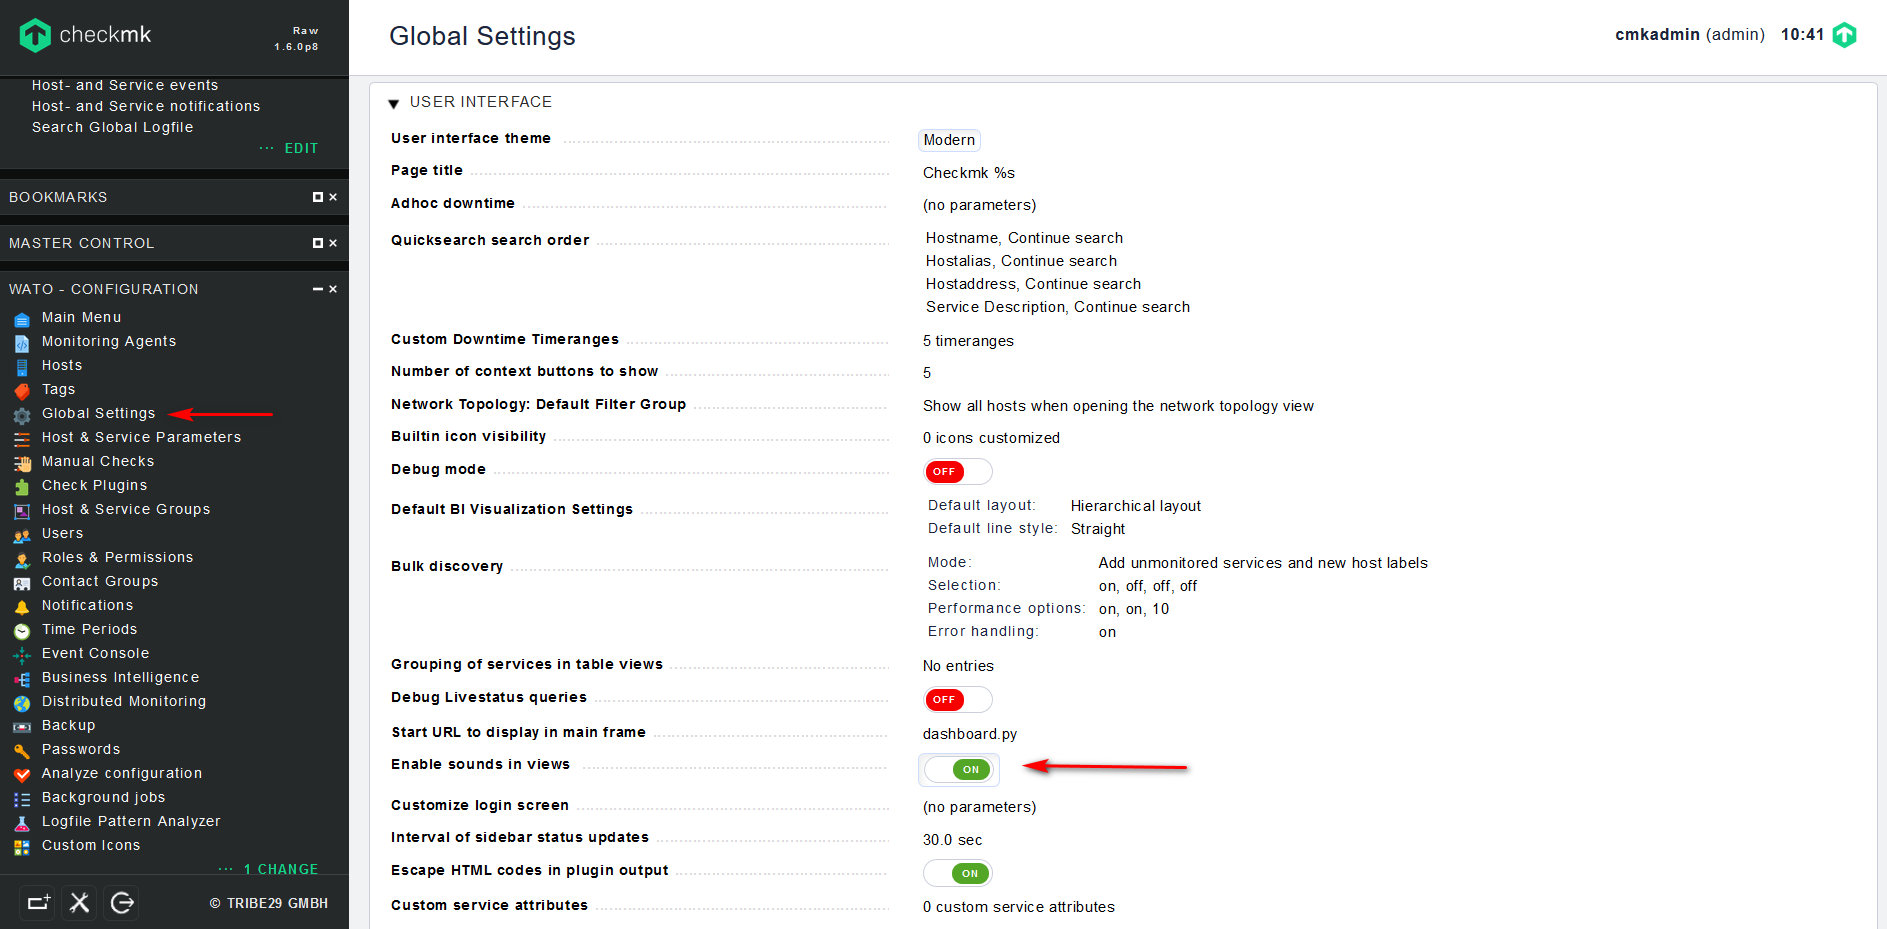 checkmk
Raw
1.6.0p8
Host- and Service events
Host- and Service notifications
Search Global Logfile
··· EDIT
BOOKMARKS
MASTER CONTROL
WATO - CONFIGURATION
Main Menu
Monitoring Agents
Hosts
Tags
Global Settings
Host & Service Parameters
Manual Checks
Check Plugins
Host & Service Groups
Users
Roles & Permissions
Contact Groups
Notifications
Time Periods
Event Console
Business Intelligence
Distributed Monitoring
Backup
Passwords
Analyze configuration
Background jobs
Logfile Pattern Analyzer
Custom Icons
··· 1 CHANGE
© TRIBE29 GMBH
Global Settings
cmkadmin (admin) 10:41
USER INTERFACE
User interface theme Modern
Page title Checkmk %s
Adhoc downtime (no parameters)
Quicksearch search order Hostname, Continue search
Hostalias, Continue search
Hostaddress, Continue search
Service Description, Continue search
Custom Downtime Timeranges 5 timeranges
Number of context buttons to show 5
Network Topology: Default Filter Group Show all hosts when opening the network topology view
Builtin icon visibility 0 icons customized
Debug mode OFF
Default BI Visualization Settings Default layout: Hierarchical layout
Default line style: Straight
Bulk discovery Mode: Add unmonitored services and new host labels
Selection: on, off, off, off
Performance options: on, on, 10
Error handling: on
Grouping of services in table views No entries
Debug Livestatus queries OFF
Start URL to display in main frame dashboard.py
Enable sounds in views ON
Customize login screen (no parameters)
Interval of sidebar status updates 30.0 sec
Escape HTML codes in plugin output ON
Custom service attributes 0 custom service attributes